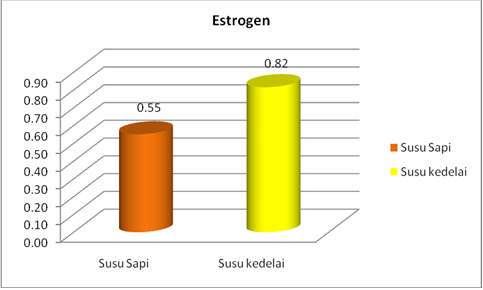 Estrogen
0.90
0.80
0.70
0.60
0.50
0.40
0.30
0.20
0.10
0.00
0.55
0.82
Susu Sapi
Susu kedelai
Susu Sapi
Susu kedelai